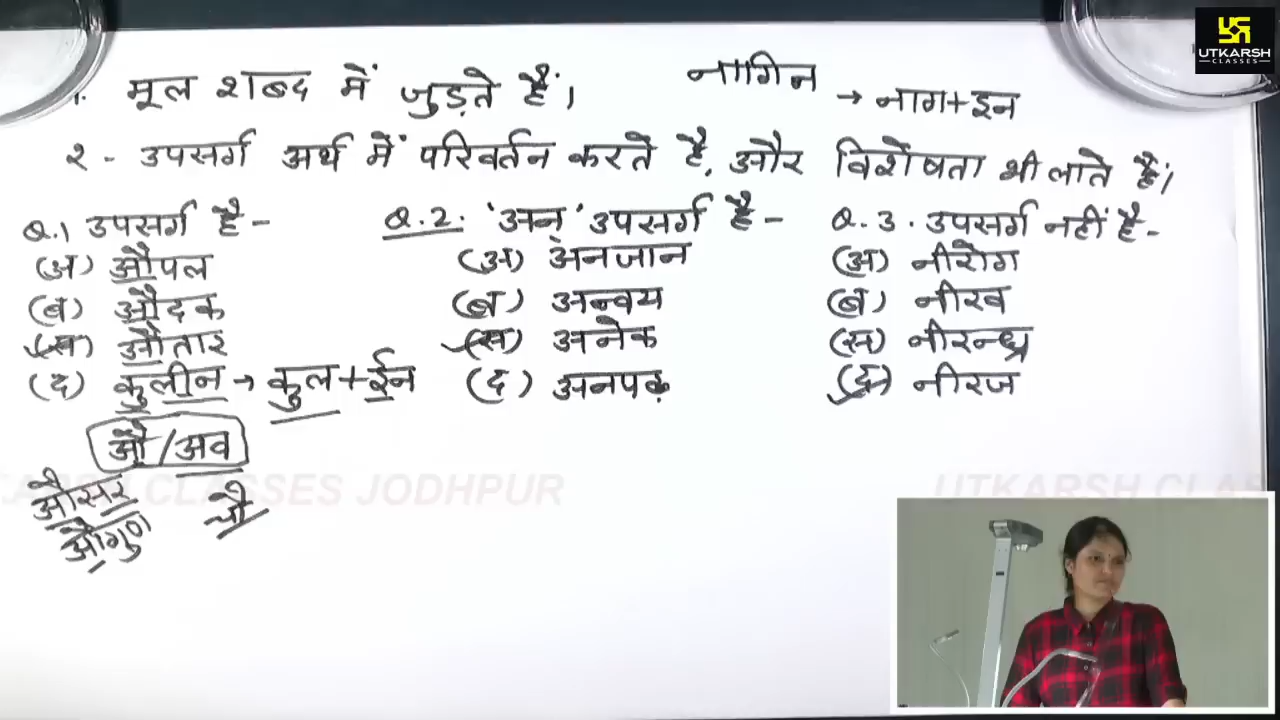 UTKARSH
CLASSES
1. मूल शब्द में जुड़ते हैं।
नागिन → नाग+इन
२ - उपसर्ग अर्थ में परिवर्तन करते है, और विशेषता भी लाते है।
Q.1 उपसर्ग है -
(अ) औपल
(ब) औदक
(स) औतार
(द) कुलीन → कुल+ईन
औ/अव
औसर
औगुण
औ
Q.2. 'अन्' उपसर्ग है -
(अ) अनजान
(ब) अन्वय
(स) अनेक
(द) अनपढ़
Q.3. उपसर्ग नहीं है -
(अ) नीरोग
(ब) नीरव
(स) नीरन्ध्र
(द) नीरज
CLASSES JODHPUR
UTKARSH CLAS